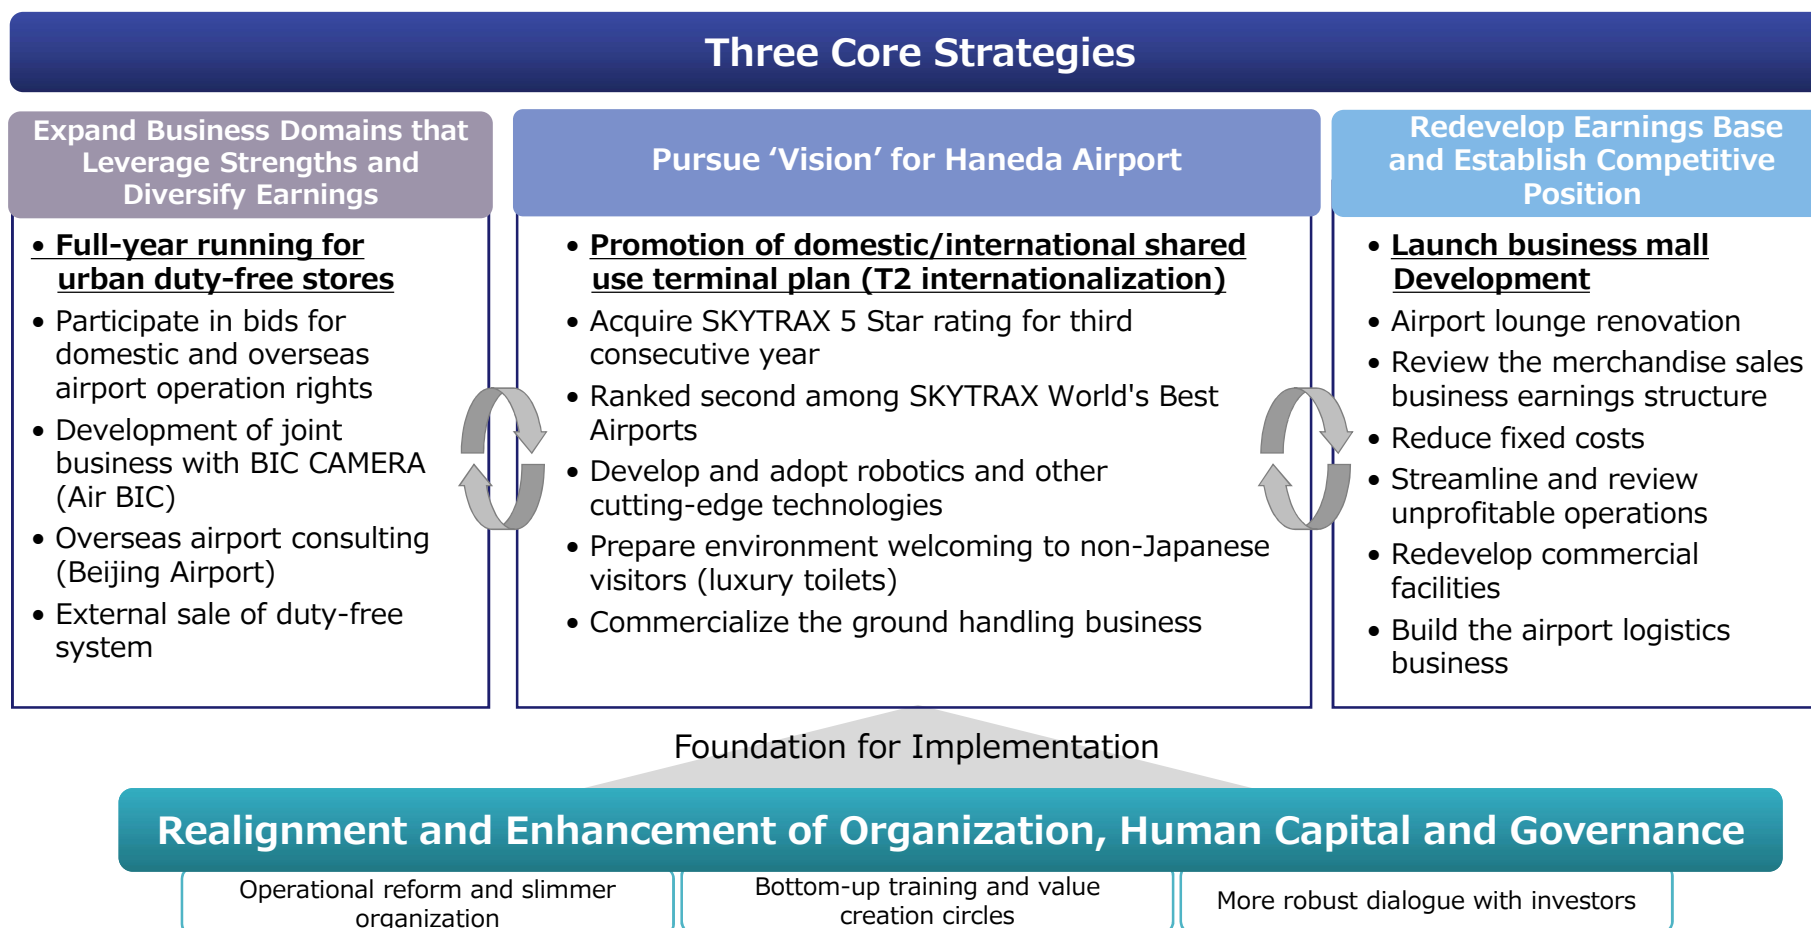 Three Core Strategies
Expand Business Domains that
Leverage Strengths and
Diversify Earnings
• Full-year running for
urban duty-free stores
• Participate in bids for
domestic and overseas
airport operation rights
• Development of joint
business with BIC CAMERA
(Air BIC)
• Overseas airport consulting
(Beijing Airport)
• External sale of duty-free
system
Pursue ‘Vision’ for Haneda Airport
• Promotion of domestic/international shared
use terminal plan (T2 internationalization)
• Acquire SKYTRAX 5 Star rating for third
consecutive year
• Ranked second among SKYTRAX World's Best
Airports
• Develop and adopt robotics and other
cutting-edge technologies
• Prepare environment welcoming to non-Japanese
visitors (luxury toilets)
• Commercialize the ground handling business
Redevelop Earnings Base
and Establish Competitive
Position
• Launch business mall
Development
• Airport lounge renovation
• Review the merchandise sales
business earnings structure
• Reduce fixed costs
• Streamline and review
unprofitable operations
• Redevelop commercial
facilities
• Build the airport logistics
business
Foundation for Implementation
Realignment and Enhancement of Organization, Human Capital and Governance
Operational reform and slimmer
organization
Bottom-up training and value
creation circles
More robust dialogue with investors